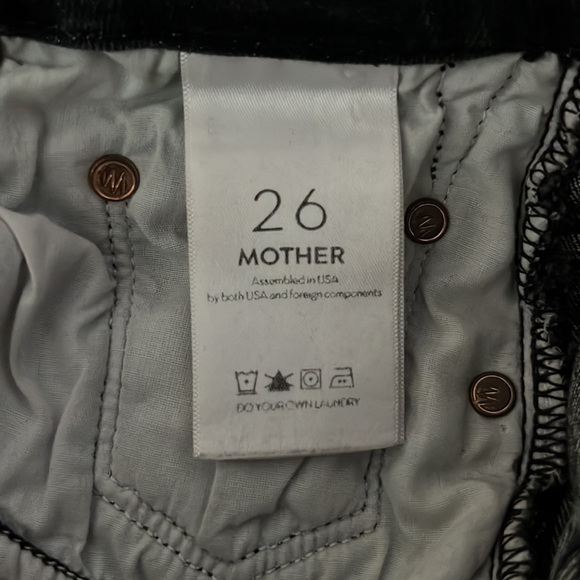 26
MOTHER
Assembled in USA
by both USA and foreign components
DO YOUR OWN LAUNDRY